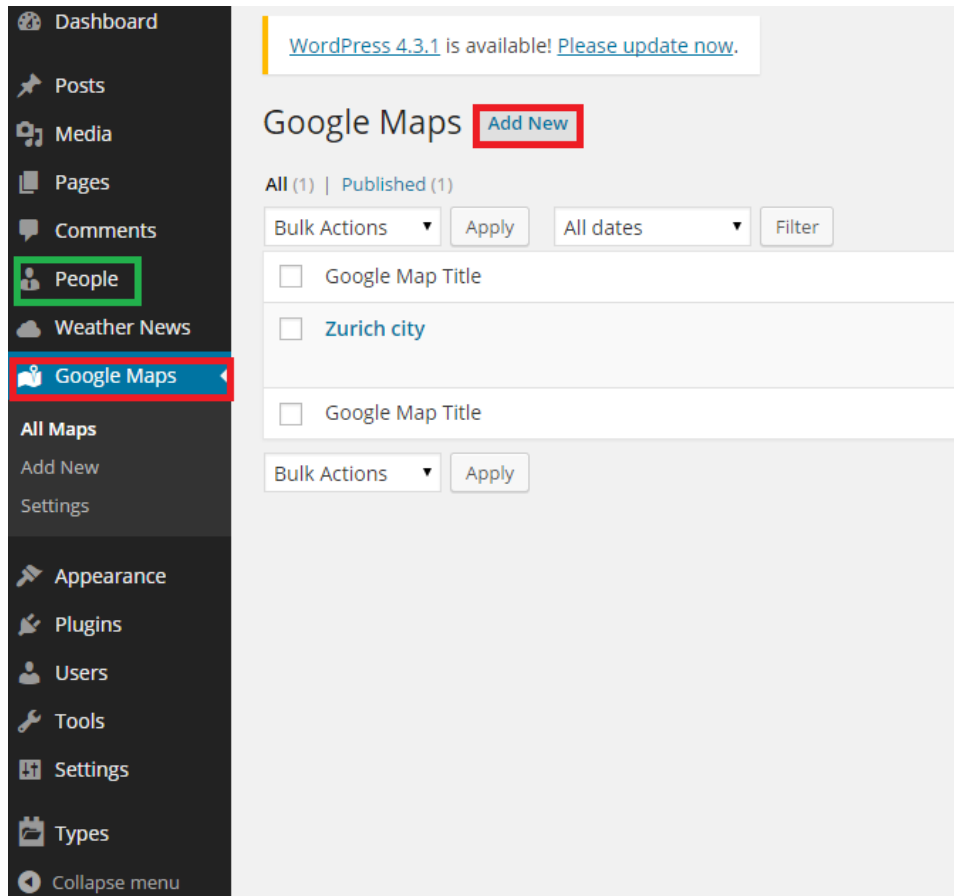 Dashboard
Posts
Media
Pages
Comments
People
Weather News
Google Maps
All Maps
Add New
Settings
Appearance
Plugins
Users
Tools
Settings
Types
Collapse menu
WordPress 4.3.1 is available! Please update now.
Google Maps Add New
All (1) | Published (1)
Bulk Actions Apply All dates Filter
Google Map Title
Zurich city
Google Map Title
Bulk Actions Apply